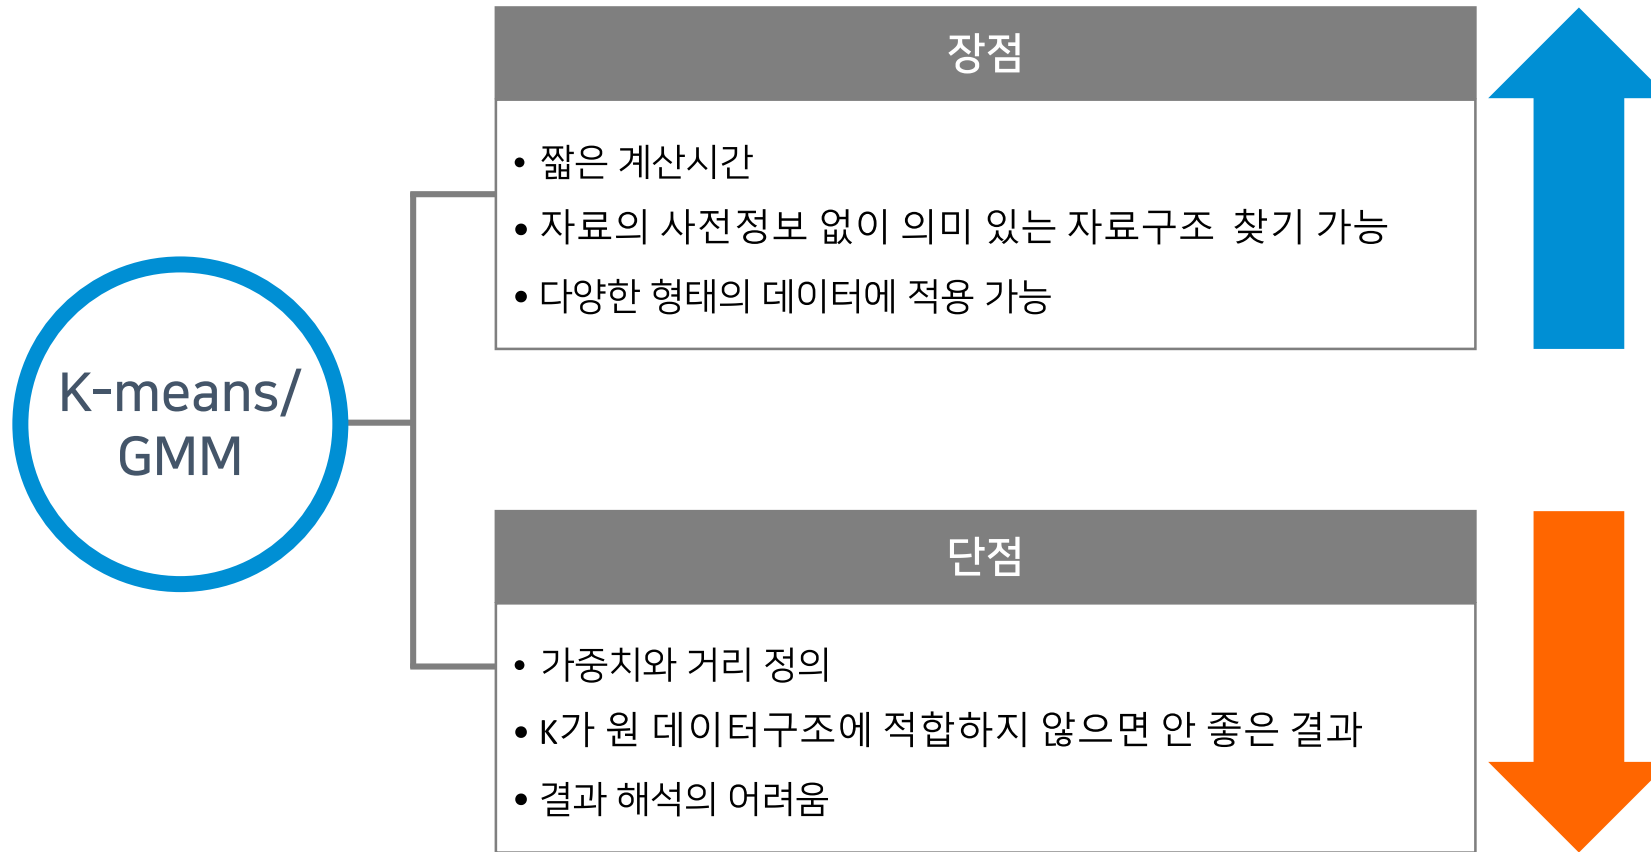 장점
• 짧은 계산시간
• 자료의 사전정보 없이 의미 있는 자료구조 찾기 가능
• 다양한 형태의 데이터에 적용 가능
K-means/
GMM
단점
• 가중치와 거리 정의
• K가 원 데이터구조에 적합하지 않으면 안 좋은 결과
• 결과 해석의 어려움